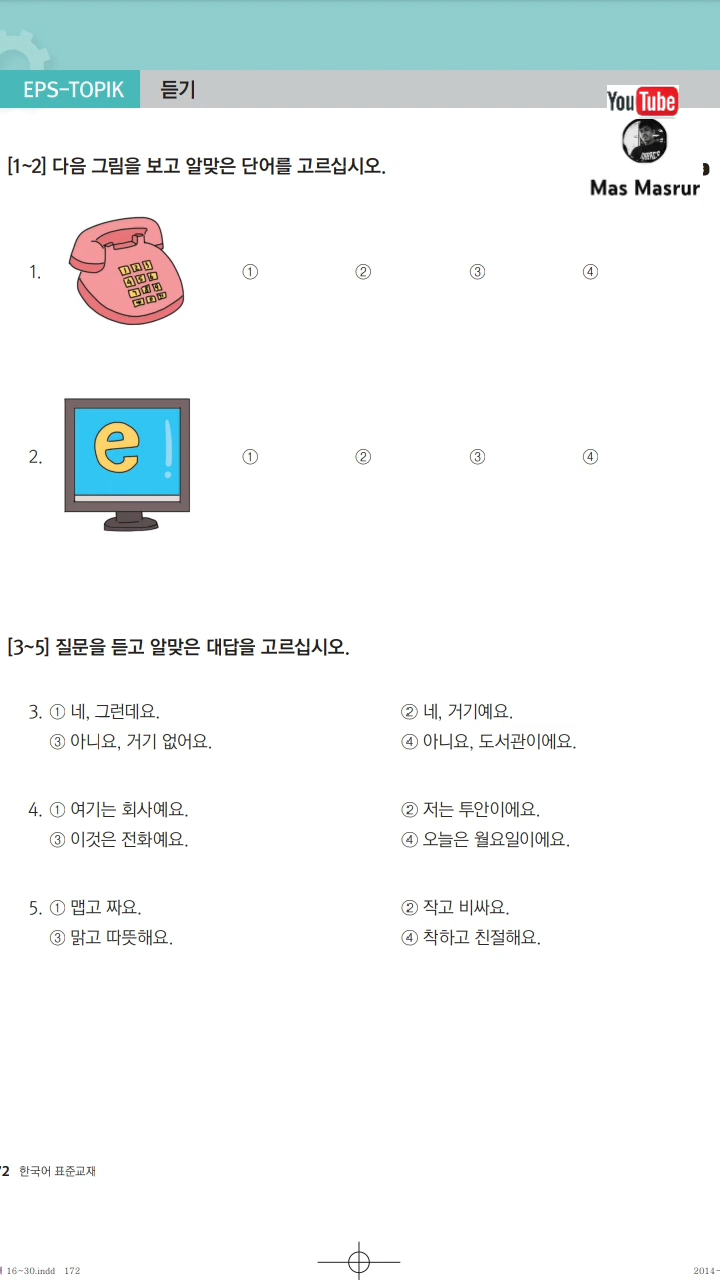 EPS-TOPIK 듣기
YouTube
Mas Masrur
[1~2] 다음 그림을 보고 알맞은 단어를 고르십시오.
1. ① ② ③ ④
e
2. ① ② ③ ④
[3~5] 질문을 듣고 알맞은 대답을 고르십시오.
3. ① 네, 그런데요. ② 네, 거기예요.
③ 아니요, 거기 없어요. ④ 아니요, 도서관이에요.
4. ① 여기는 회사예요. ② 저는 투안이에요.
③ 이것은 전화예요. ④ 오늘은 월요일이에요.
5. ① 맵고 짜요. ② 작고 비싸요.
③ 맑고 따뜻해요. ④ 착하고 친절해요.
한국어 표준교재
16~30.indd 172 2014-